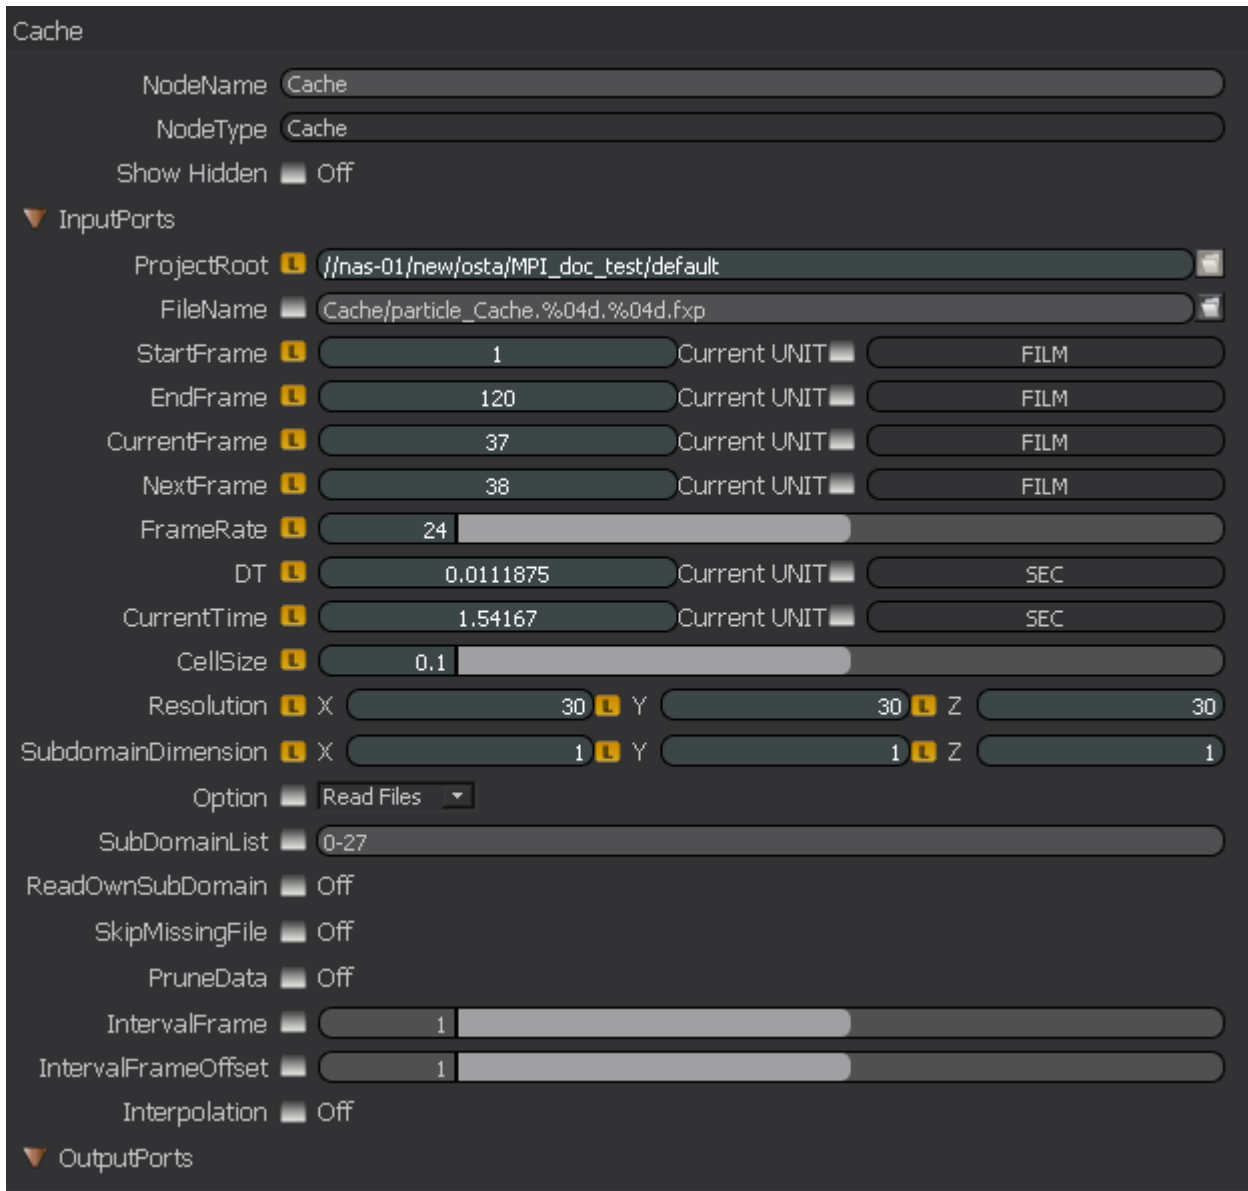 Cache
NodeName Cache
NodeType Cache
Show Hidden Off
InputPorts
ProjectRoot L //nas-01/new/osta/MPI_doc_test/default
FileName Cache/particle_Cache.%04d.%04d.fxp
StartFrame L 1 Current UNIT FILM
EndFrame L 120 Current UNIT FILM
CurrentFrame L 37 Current UNIT FILM
NextFrame L 38 Current UNIT FILM
FrameRate L 24
DT L 0.0111875 Current UNIT SEC
CurrentTime L 1.54167 Current UNIT SEC
CellSize L 0.1
Resolution L X 30 L Y 30 L Z 30
SubdomainDimension L X 1 L Y 1 L Z 1
Option Read Files
SubDomainList 0-27
ReadOwnSubDomain Off
SkipMissingFile Off
PruneData Off
IntervalFrame 1
IntervalFrameOffset 1
Interpolation Off
OutputPorts